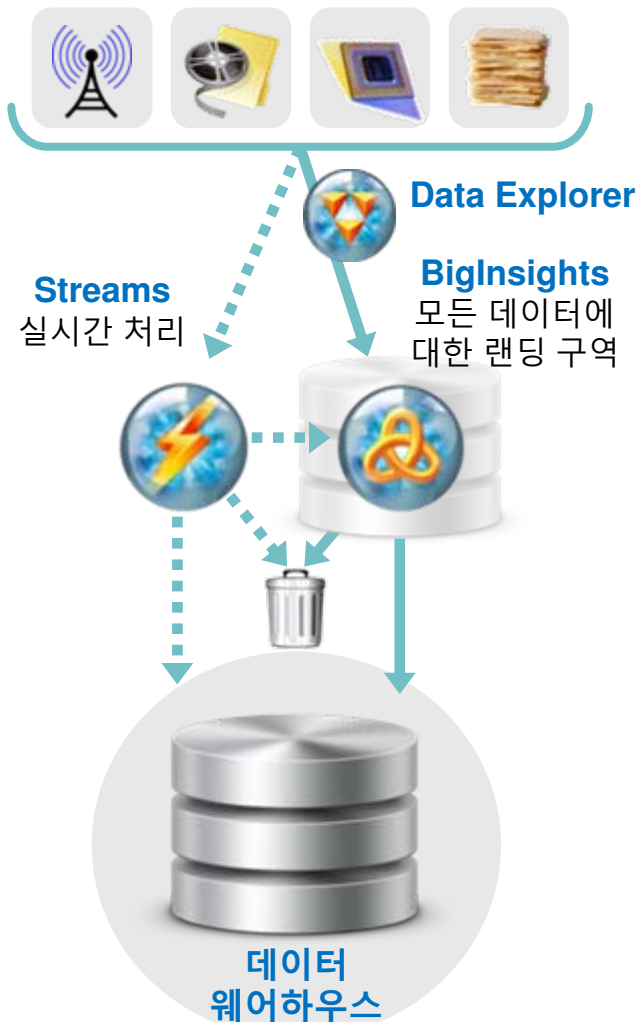 Data Explorer
BigInsights
모든 데이터에
대한 랜딩 구역
Streams
실시간 처리
데이터
웨어하우스